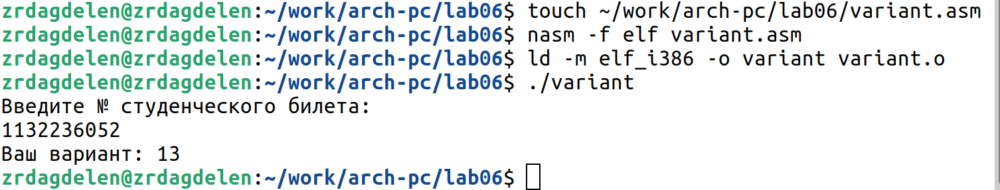 zrdagdelen@zrdagdelen:~/work/arch-pc/lab06$ touch ~/work/arch-pc/lab06/variant.asm
zrdagdelen@zrdagdelen:~/work/arch-pc/lab06$ nasm -f elf variant.asm
zrdagdelen@zrdagdelen:~/work/arch-pc/lab06$ ld -m elf_i386 -o variant variant.o
zrdagdelen@zrdagdelen:~/work/arch-pc/lab06$ ./variant
Введите № студенческого билета:
1132236052
Ваш вариант: 13
zrdagdelen@zrdagdelen:~/work/arch-pc/lab06$